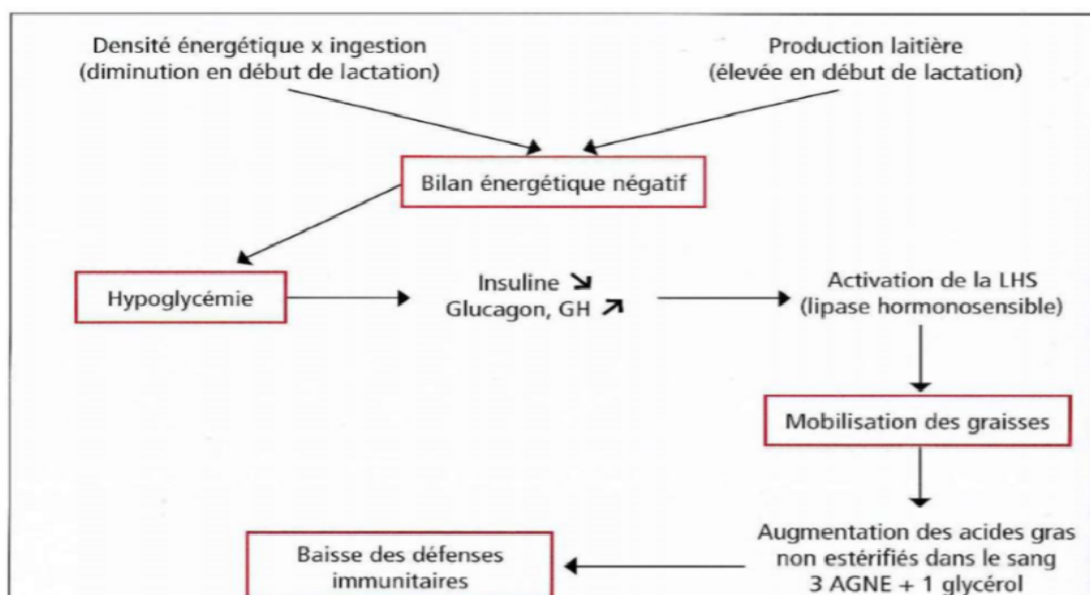 Densité énergétique x ingestion
(diminution en début de lactation)
Production laitière
(élevée en début de lactation)
Bilan énergétique négatif
Hypoglycémie
Insuline ↘
Glucagon, GH ↗
Activation de la LHS
(lipase hormonosensible)
Mobilisation des graisses
Augmentation des acides gras
non estérifiés dans le sang
3 AGNE + 1 glycérol
Baisse des défenses
immunitaires